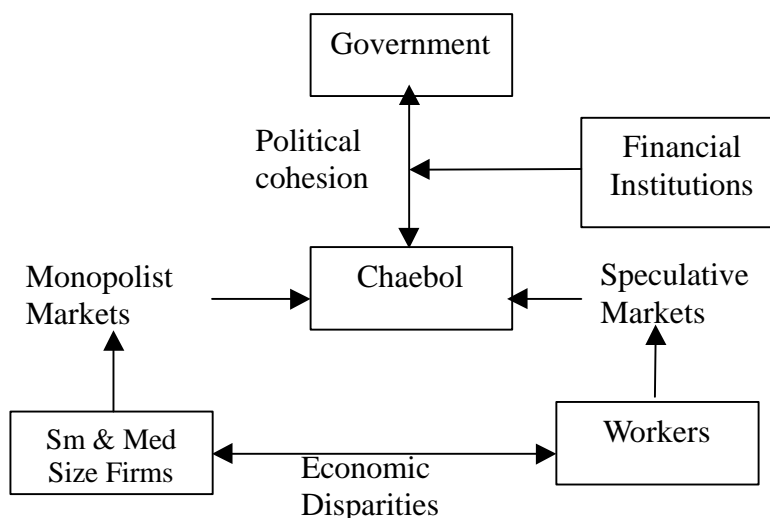 Government
Political
cohesion
Financial
Institutions
Monopolist
Markets
Chaebol
Speculative
Markets
Sm & Med
Size Firms
Economic
Disparities
Workers